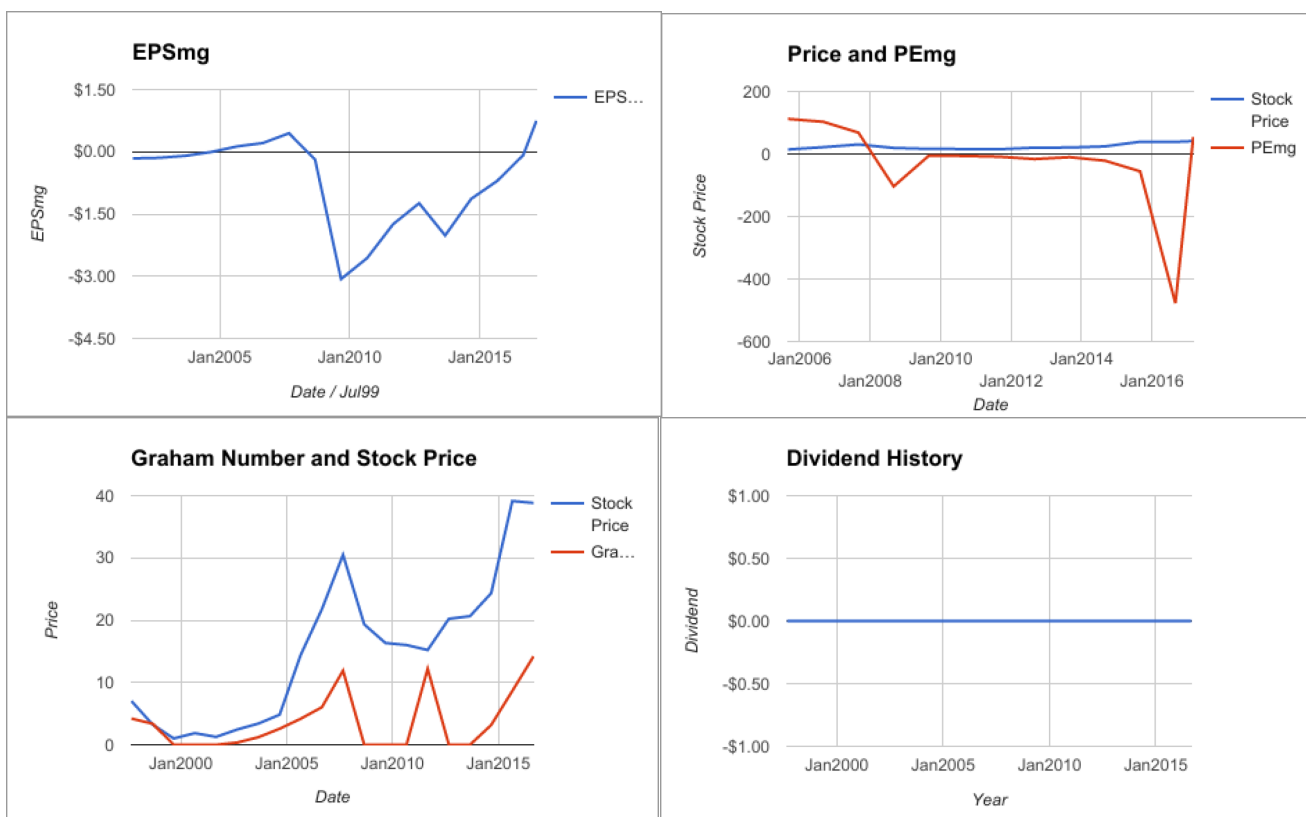 EPSmg
$1.50
$0.00
-$1.50
-$3.00
-$4.50
EPSmg
Jan2005
Jan2010
Jan2015
Date / Jul99
EPS…
Price and PEmg
200
0
-200
-400
-600
Stock Price
Jan2006
Jan2008
Jan2010
Jan2012
Jan2014
Jan2016
Date
Stock
Price
PEmg
Graham Number and Stock Price
40
30
20
10
0
Price
Jan2000
Jan2005
Jan2010
Jan2015
Date
Stock
Price
Gra…
Dividend History
$1.00
$0.50
$0.00
-$0.50
-$1.00
Dividend
Jan2000
Jan2005
Jan2010
Jan2015
Year